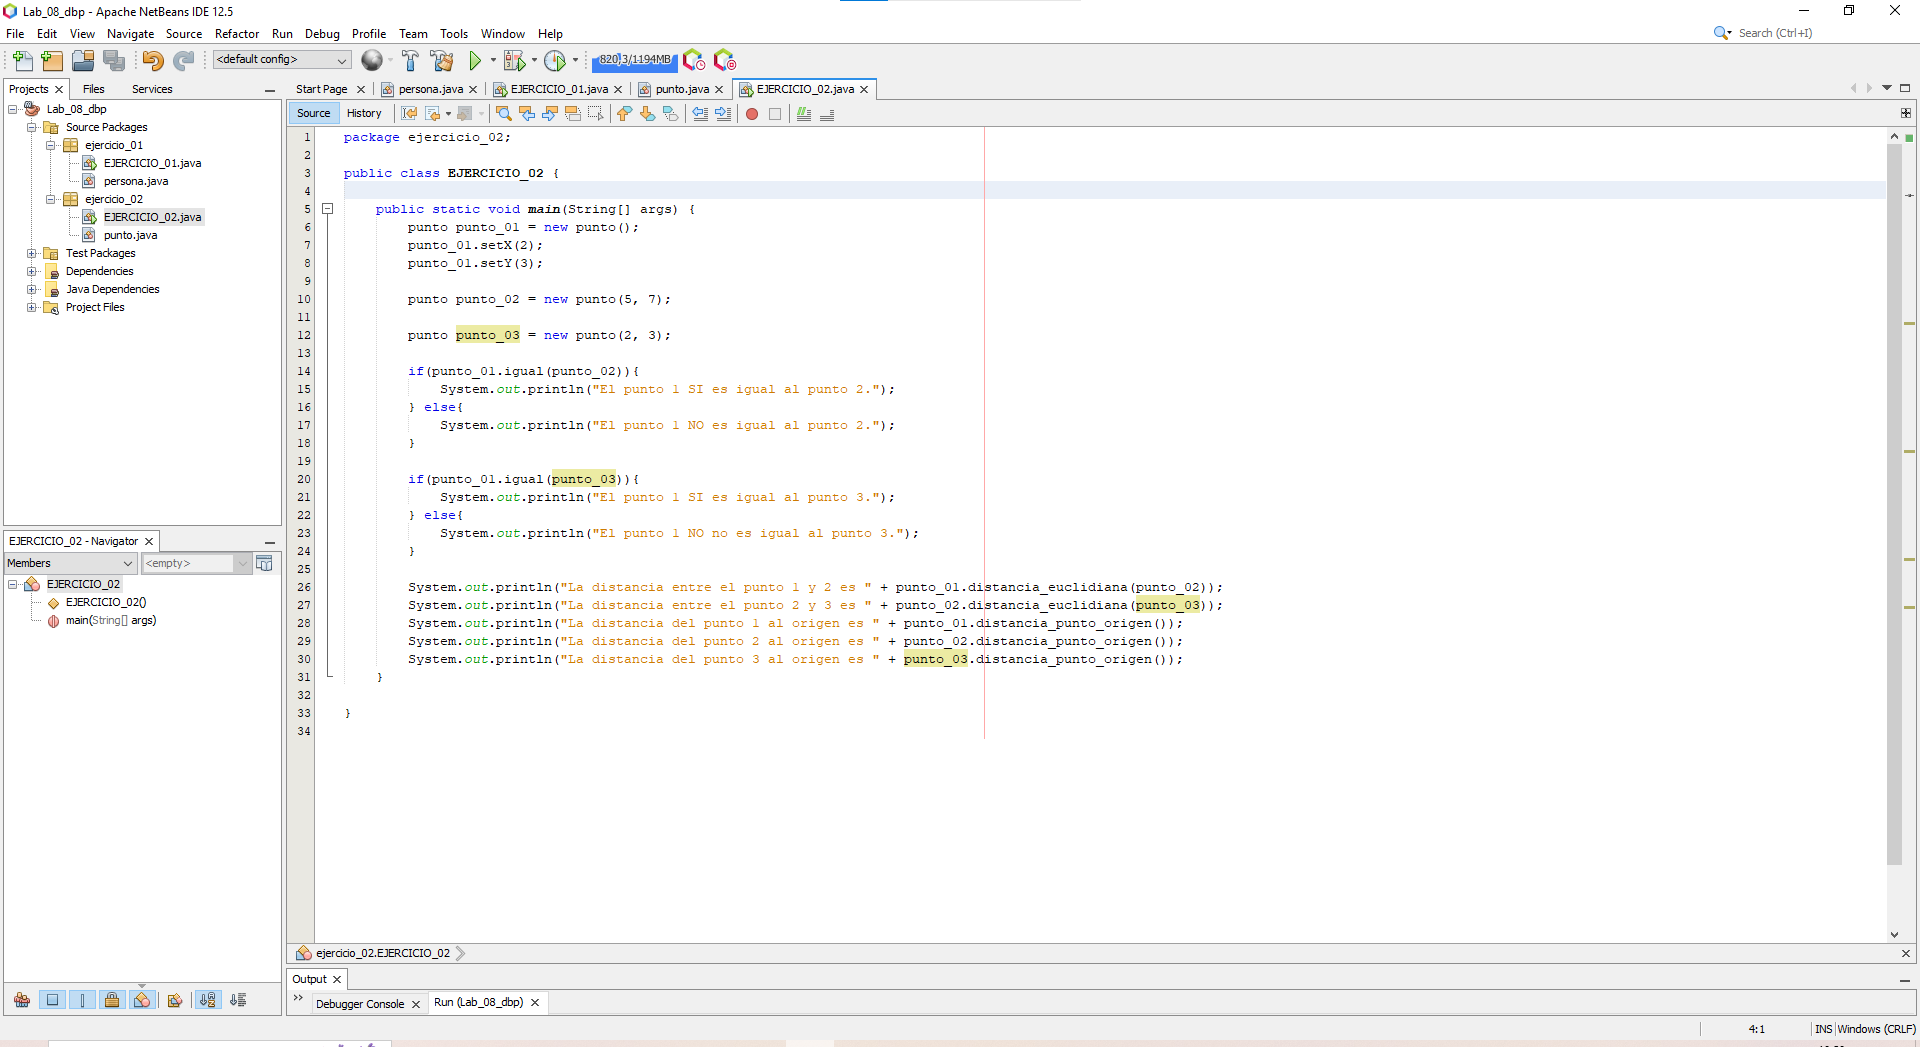 Lab_08_dbp - Apache NetBeans IDE 12.5
File Edit View Navigate Source Refactor Run Debug Profile Team Tools Window Help
Search (Ctrl+I)
<default config>
820,3/1194MB
Projects Files Services
Start Page persona.java EJERCICIO_01.java punto.java EJERCICIO_02.java
Source History
Lab_08_dbp
Source Packages
ejercicio_01
EJERCICIO_01.java
persona.java
ejercicio_02
EJERCICIO_02.java
punto.java
Test Packages
Dependencies
Java Dependencies
Project Files
EJERCICIO_02 - Navigator
Members <empty>
EJERCICIO_02
EJERCICIO_02()
main(String[] args)
1 package ejercicio_02;
2
3 public class EJERCICIO_02 {
4
5 public static void main(String[] args) {
6 punto punto_01 = new punto();
7 punto_01.setX(2);
8 punto_01.setY(3);
9
10 punto punto_02 = new punto(5, 7);
11
12 punto punto_03 = new punto(2, 3);
13
14 if(punto_01.igual(punto_02)){
15 System.out.println("El punto 1 SI es igual al punto 2.");
16 } else{
17 System.out.println("El punto 1 NO es igual al punto 2.");
18 }
19
20 if(punto_01.igual(punto_03)){
21 System.out.println("El punto 1 SI es igual al punto 3.");
22 } else{
23 System.out.println("El punto 1 NO no es igual al punto 3.");
24 }
25
26 System.out.println("La distancia entre el punto 1 y 2 es " + punto_01.distancia_euclidiana(punto_02));
27 System.out.println("La distancia entre el punto 2 y 3 es " + punto_02.distancia_euclidiana(punto_03));
28 System.out.println("La distancia del punto 1 al origen es " + punto_01.distancia_punto_origen());
29 System.out.println("La distancia del punto 2 al origen es " + punto_02.distancia_punto_origen());
30 System.out.println("La distancia del punto 3 al origen es " + punto_03.distancia_punto_origen());
31 }
32
33 }
34
ejercicio_02.EJERCICIO_02
Output
Debugger Console Run (Lab_08_dbp)
4:1 INS Windows (CRLF)